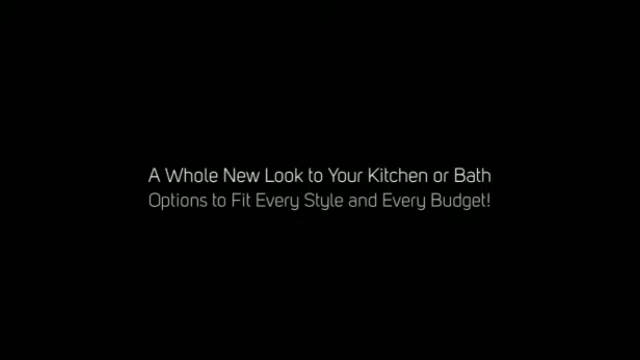 A Whole New Look to Your Kitchen or Bath
Options to Fit Every Style and Every Budget!